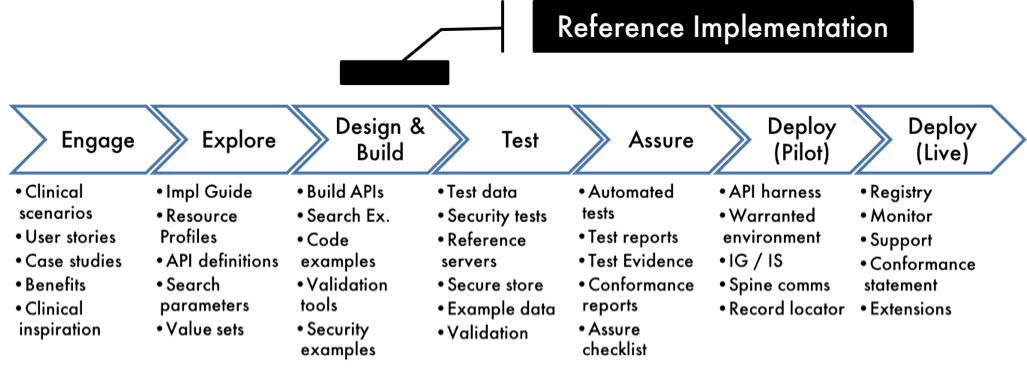 Reference Implementation
Engage
Explore
Design &
Build
Test
Assure
Deploy
(Pilot)
Deploy
(Live)
• Clinical
scenarios
• User stories
• Case studies
• Benefits
• Clinical
inspiration
• Impl Guide
• Resource
Profiles
• API definitions
• Search
parameters
• Value sets
• Build APIs
• Search Ex.
• Code
examples
• Validation
tools
• Security
examples
• Test data
• Security tests
• Reference
servers
• Secure store
• Example data
• Validation
• Automated
tests
• Test reports
• Test Evidence
• Conformance
reports
• Assure
checklist
• API harness
• Warranted
environment
• IG / IS
• Spine comms
• Record locator
• Registry
• Monitor
• Support
• Conformance
statement
• Extensions